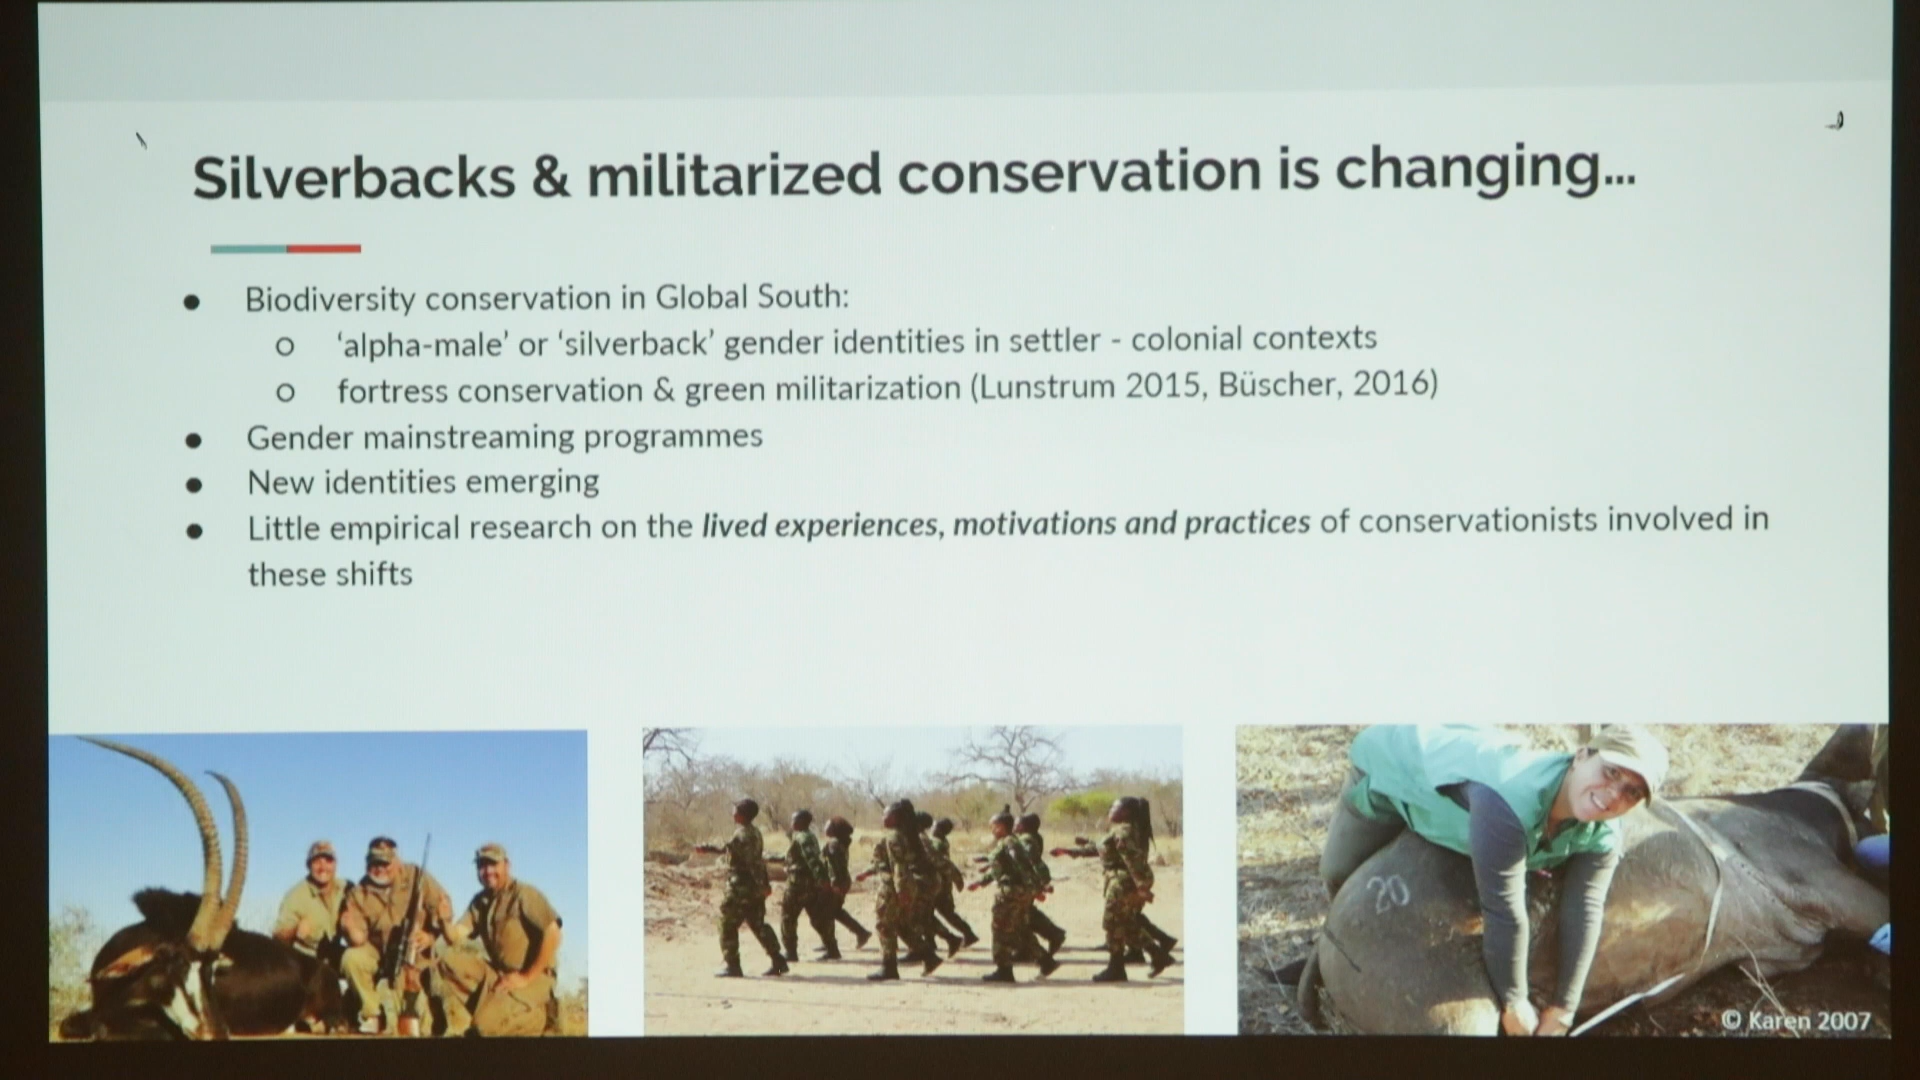 Silverbacks & militarized conservation is changing...
● Biodiversity conservation in Global South:
○ ‘alpha-male’ or ‘silverback’ gender identities in settler - colonial contexts
○ fortress conservation & green militarization (Lunstrum 2015, Büscher, 2016)
● Gender mainstreaming programmes
● New identities emerging
● Little empirical research on the lived experiences, motivations and practices of conservationists involved in
these shifts
20
© Karen 2007